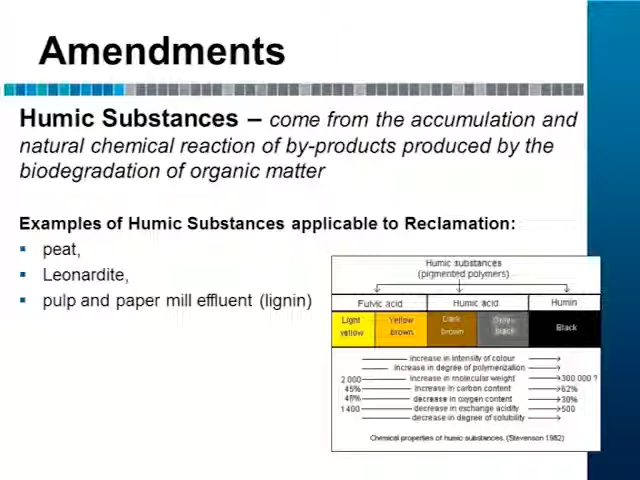 Amendments
Humic Substances – come from the accumulation and
natural chemical reaction of by-products produced by the
biodegradation of organic matter
Examples of Humic Substances applicable to Reclamation:
peat,
Leonardite,
pulp and paper mill effluent (lignin)
Humic substances
(pigmented polymers)
Fulvic acid Humic acid Humin
Light yellow Yellow brown Dark brown Grey-black Black
increase in intensity of colour
increase in degree of polymerization
2 000 increase in molecular weight 300 000 ?
45% increase in carbon content 62%
48% decrease in oxygen content 30%
1 400 decrease in exchange acidity 500
decrease in degree of solubility
Chemical properties of humic substances. (Stevenson 1982)